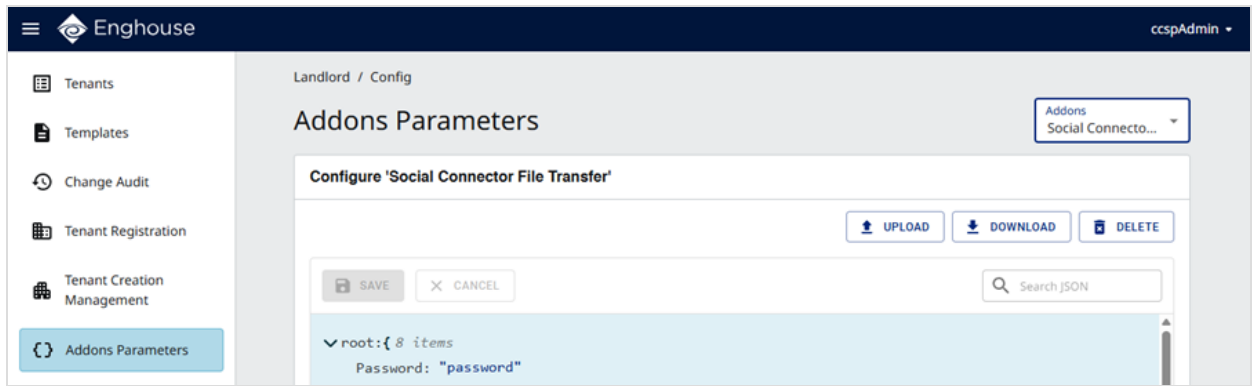 Enghouse
ccspAdmin
Tenants
Templates
Change Audit
Tenant Registration
Tenant Creation
Management
Addons Parameters
Landlord / Config
Addons Parameters
Addons
Social Connecto...
Configure 'Social Connector File Transfer'
UPLOAD
DOWNLOAD
DELETE
SAVE
CANCEL
Search JSON
root:{ 8 items
Password: "password"